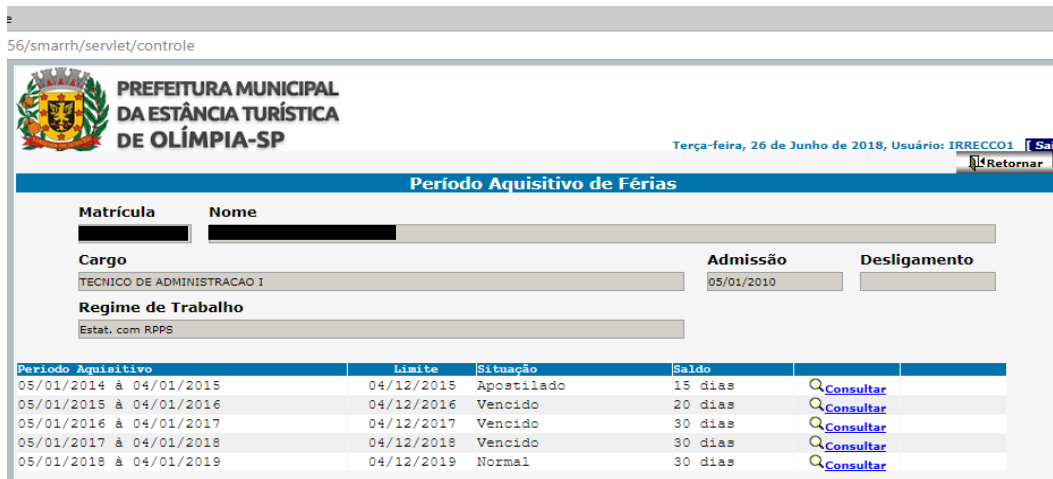 56/smarrh/servlet/controle
PREFEITURA MUNICIPAL
DA ESTÂNCIA TURÍSTICA
DE OLÍMPIA-SP
Terça-feira, 26 de Junho de 2018, Usuário: IRRECCO1 [ Sai
Retornar
Período Aquisitivo de Férias
Matrícula Nome
Cargo Admissão Desligamento
TECNICO DE ADMINISTRACAO I 05/01/2010
Regime de Trabalho
Estat. com RPPS
Periodo Aquisitivo Limite Situação Saldo
05/01/2014 à 04/01/2015 04/12/2015 Apostilado 15 dias Consultar
05/01/2015 à 04/01/2016 04/12/2016 Vencido 20 dias Consultar
05/01/2016 à 04/01/2017 04/12/2017 Vencido 30 dias Consultar
05/01/2017 à 04/01/2018 04/12/2018 Vencido 30 dias Consultar
05/01/2018 à 04/01/2019 04/12/2019 Normal 30 dias Consultar